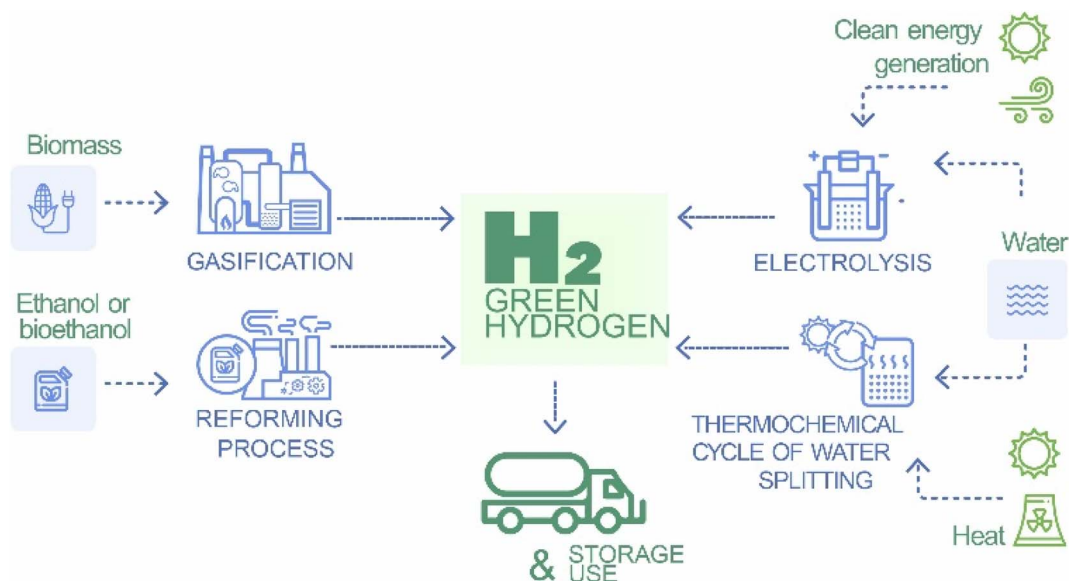 Clean energy
generation
Biomass
GASIFICATION
Ethanol or
bioethanol
REFORMING
PROCESS
H2
GREEN
HYDROGEN
+
-
ELECTROLYSIS
Water
THERMOCHEMICAL
CYCLE OF WATER
SPLITTING
Heat
& STORAGE
USE